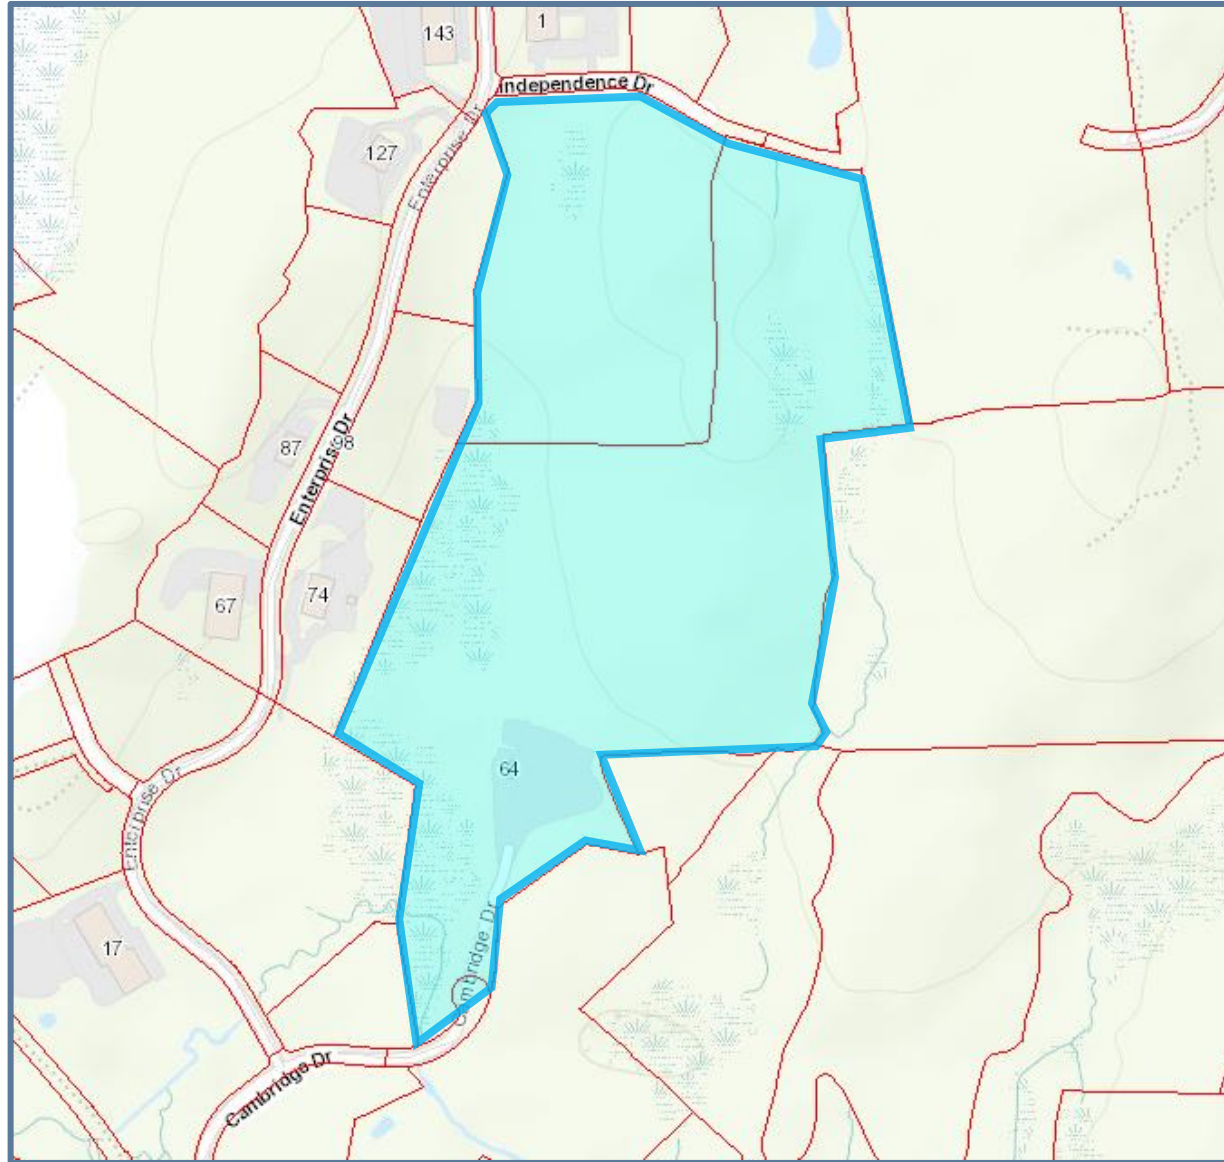 143
1
Independence Dr
127
Enterprise Dr
87
98
Enterprise Dr
67
74
64
Enterprise Dr
17
Cambridge Dr
Cambridge Dr